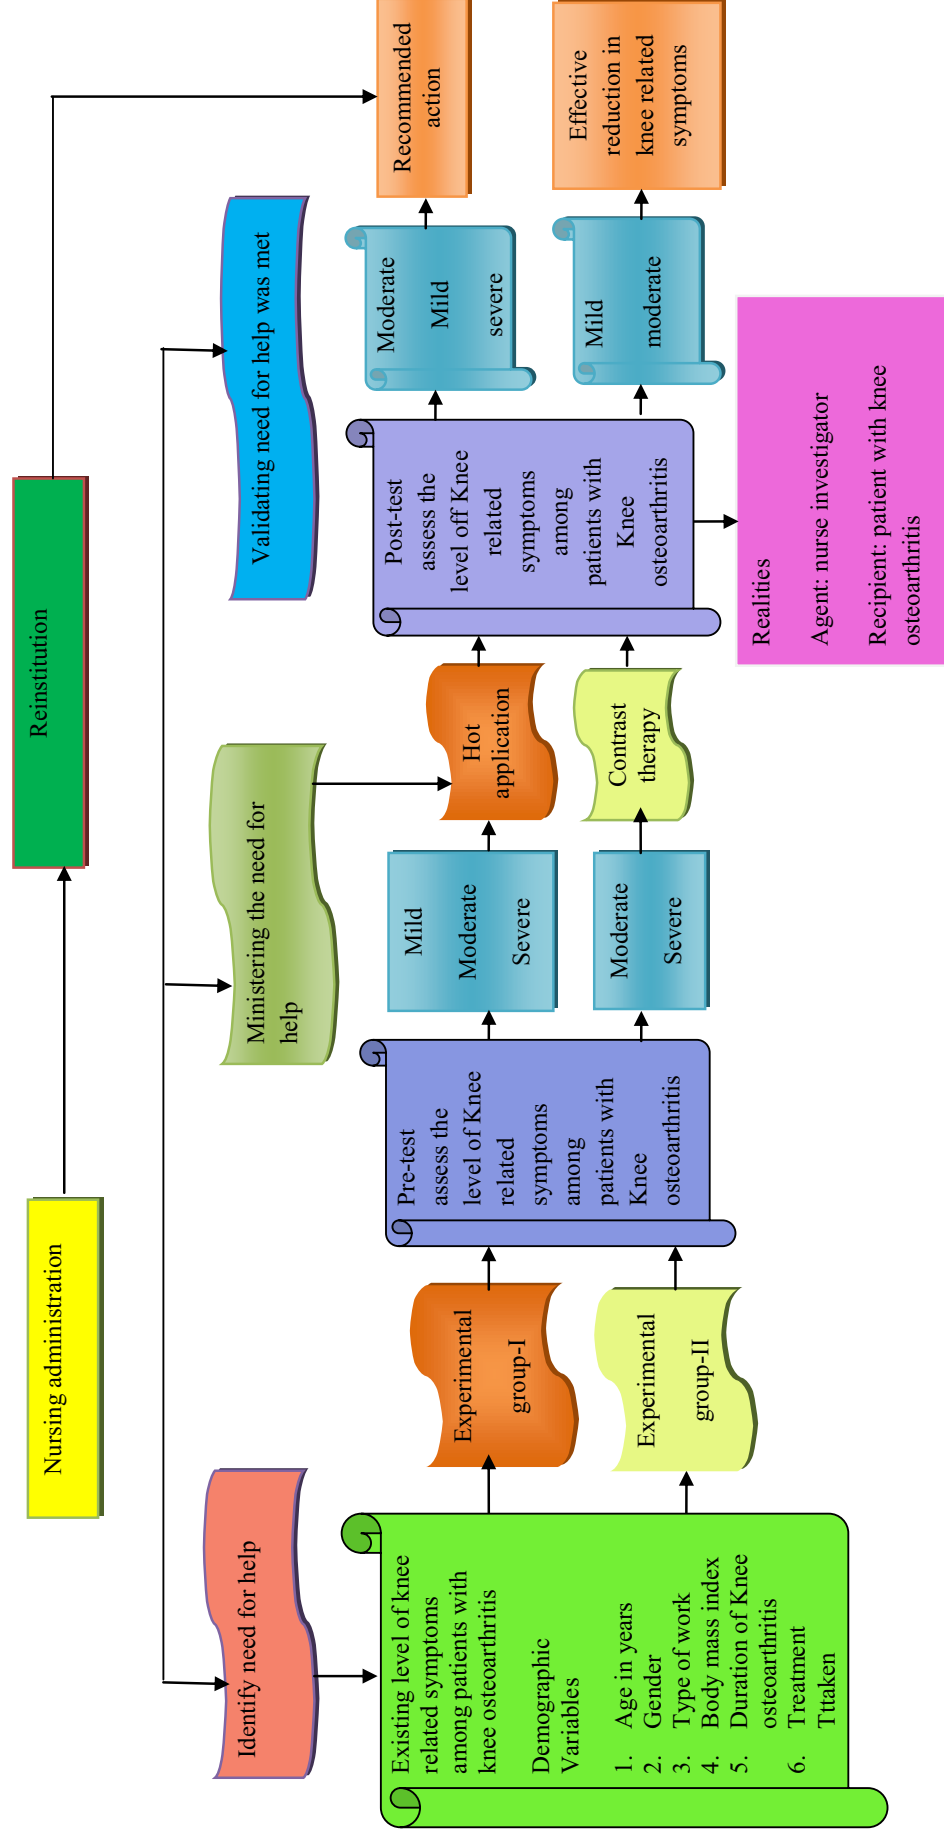 Nursing administration
Reinstitution
Identify need for help
Ministering the need for
help
Validating need for help was met
Existing level of knee
related symptoms
among patients with
knee osteoarthritis
Demographic
Variables
1. Age in years
2. Gender
3. Type of work
4. Body mass index
5. Duration of Knee
osteoarthritis
6. Treatment
Tttaken
Experimental
group-I
Experimental
group-II
Pre-test
assess the
level of Knee
related
symptoms
among
patients with
Knee
osteoarthritis
Mild
Moderate
Severe
Moderate
Severe
Hot
application
Contrast
therapy
Post-test
assess the
level off Knee
related
symptoms
among
patients with
Knee
osteoarthritis
Moderate
Mild
severe
Mild
moderate
Recommended
action
Effective
reduction in
knee related
symptoms
Realities
Agent: nurse investigator
Recipient: patient with knee
osteoarthritis